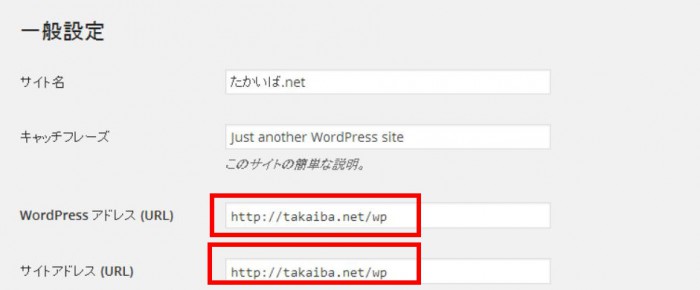 一般設定
サイト名
たかいば.net
キャッチフレーズ
Just another WordPress site
このサイトの簡単な説明。
WordPress アドレス (URL)
http://takaiba.net/wp
サイトアドレス (URL)
http://takaiba.net/wp